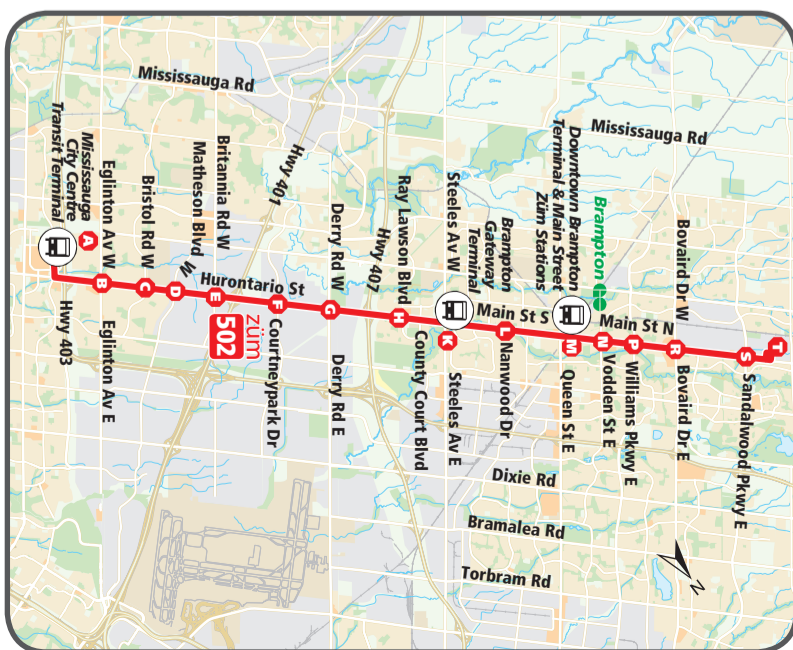 Mississauga Rd
Mississauga Rd
Mississauga
City Centre
Transit Terminal
Eglinton Av W
Bristol Rd W
Matheson Blvd W
Britannia Rd W
Hwy 401
Derry Rd W
Hwy 407
Ray Lawson Blvd
Steeles Av W
Brampton
Gateway
Terminal
Downtown Brampton
Terminal & Main Street
Züm Stations
Brampton
Bovaird Dr W
A
B
C
D
E
F
G
H
K
L
M
N
P
R
S
T
Hurontario St
Main St S
Main St N
züm
502
Hwy 403
Eglinton Av E
Courtneypark Dr
Derry Rd E
County Court Blvd
Steeles Av E
Nanwood Dr
Queen St E
Vodden St E
Williams Pkwy E
Bovaird Dr E
Sandalwood Pkwy E
Dixie Rd
Bramalea Rd
Torbram Rd
N